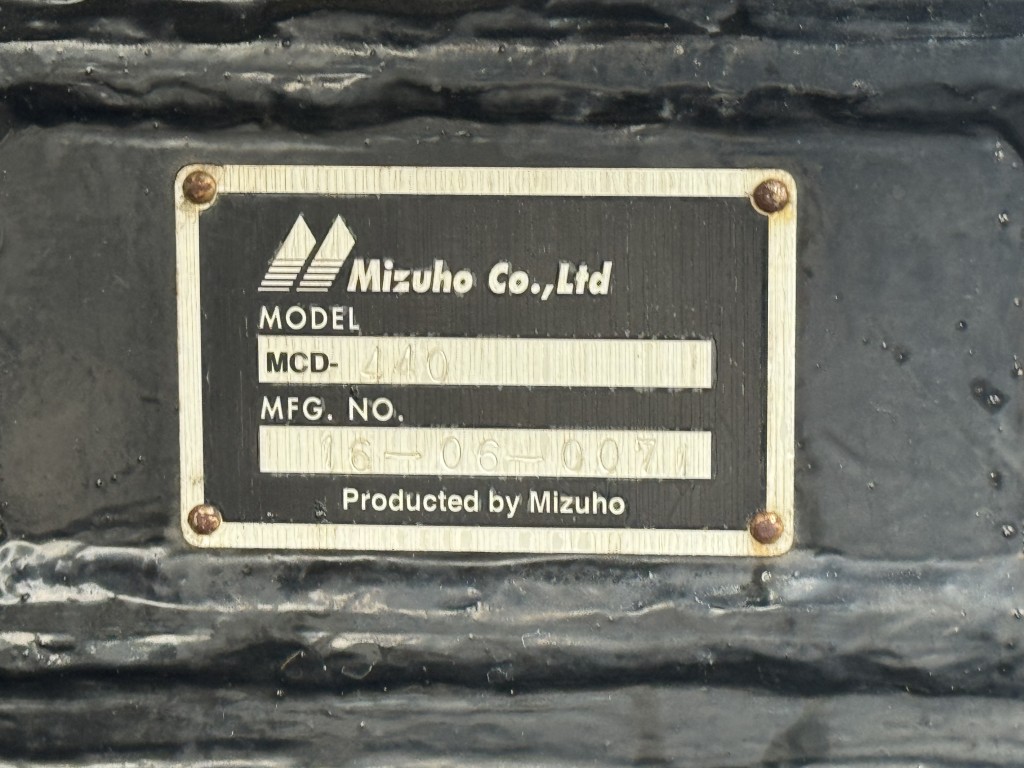 Mizuho Co.,Ltd
MODEL
MCD- 440
MFG. NO.
16-06-0071
Producted by Mizuho